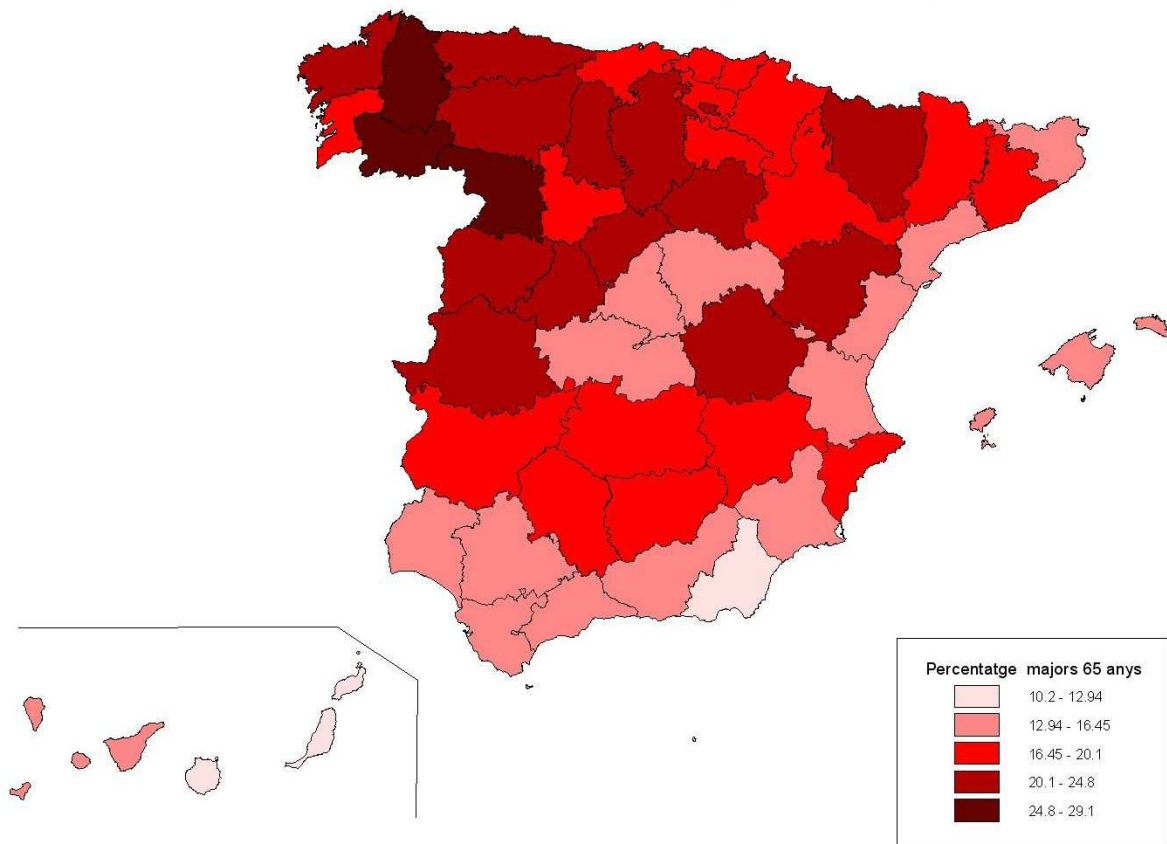 Percentatge majors 65 anys
10.2 - 12.94
12.94 - 16.45
16.45 - 20.1
20.1 - 24.8
24.8 - 29.1